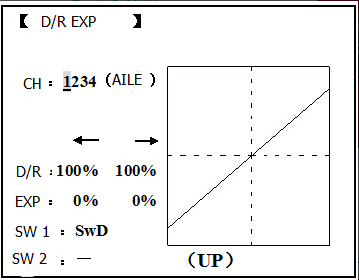 【 D/R EXP 】
CH：1234（AILE）
D/R：100% 100%
EXP：0% 0%
SW 1 ：SwD
SW 2 ：—
（UP）